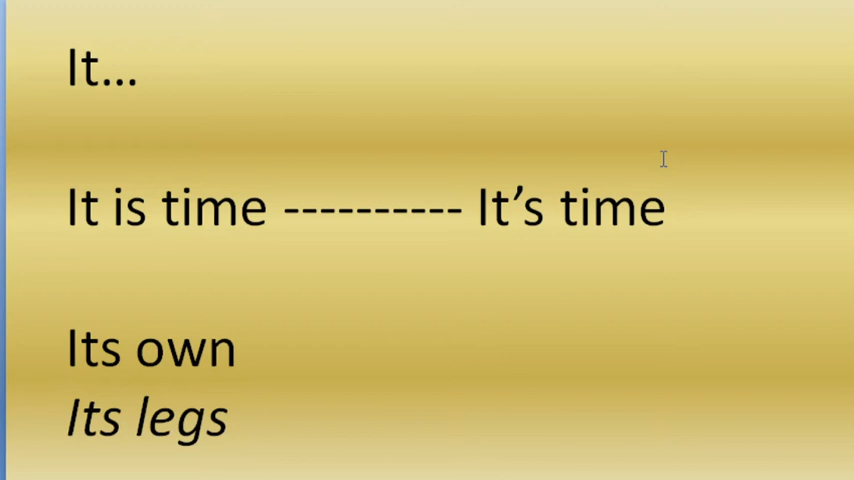 It…
It is time ---------- It’s time
Its own
Its legs